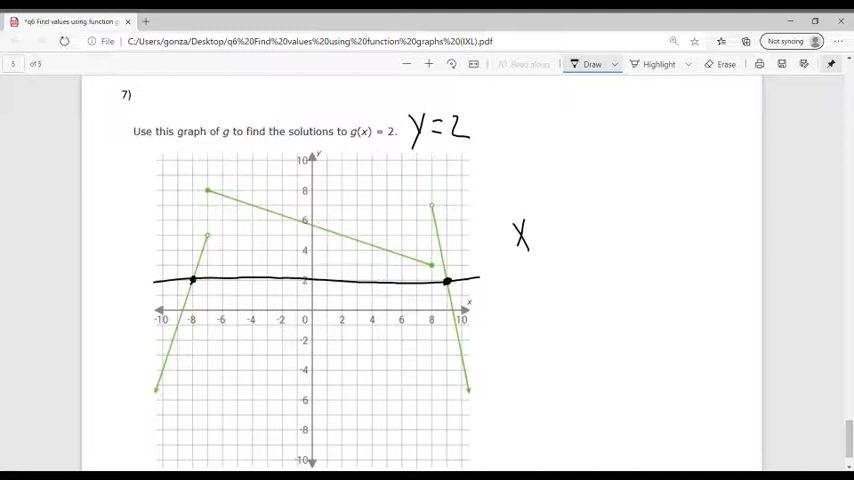 *q6 Find values using function g
File
C:/Users/gonza/Desktop/q6%20Find%20values%20using%20function%20graphs%20(IXL).pdf
Not syncing
5 of 5
Read aloud
Draw
Highlight
Erase
7)
Use this graph of g to find the solutions to g(x) = 2. y=2
y
10
8
6
4
2
x
-10 -8 -6 -4 -2 0 2 4 6 8 10
-2
-4
-6
-8
-10
X